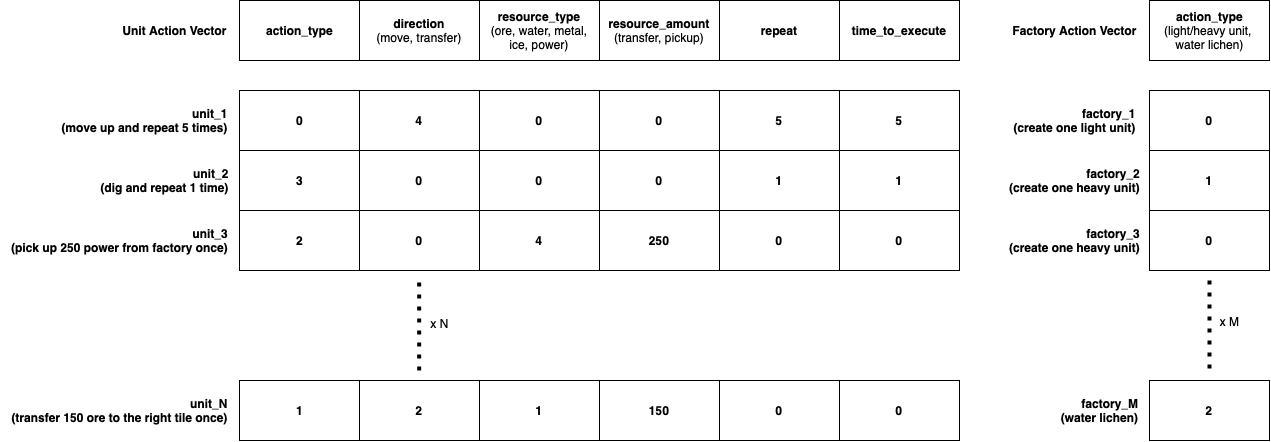 Unit Action Vector
action_type
direction
(move, transfer)
resource_type
(ore, water, metal,
ice, power)
resource_amount
(transfer, pickup)
repeat
time_to_execute
Factory Action Vector
action_type
(light/heavy unit,
water lichen)
unit_1
(move up and repeat 5 times)
0
4
0
0
5
5
factory_1
(create one light unit)
0
unit_2
(dig and repeat 1 time)
3
0
0
0
1
1
factory_2
(create one heavy unit)
1
unit_3
(pick up 250 power from factory once)
2
0
4
250
0
0
factory_3
(create one heavy unit)
0
x N
x M
unit_N
(transfer 150 ore to the right tile once)
1
2
1
150
0
0
factory_M
(water lichen)
2